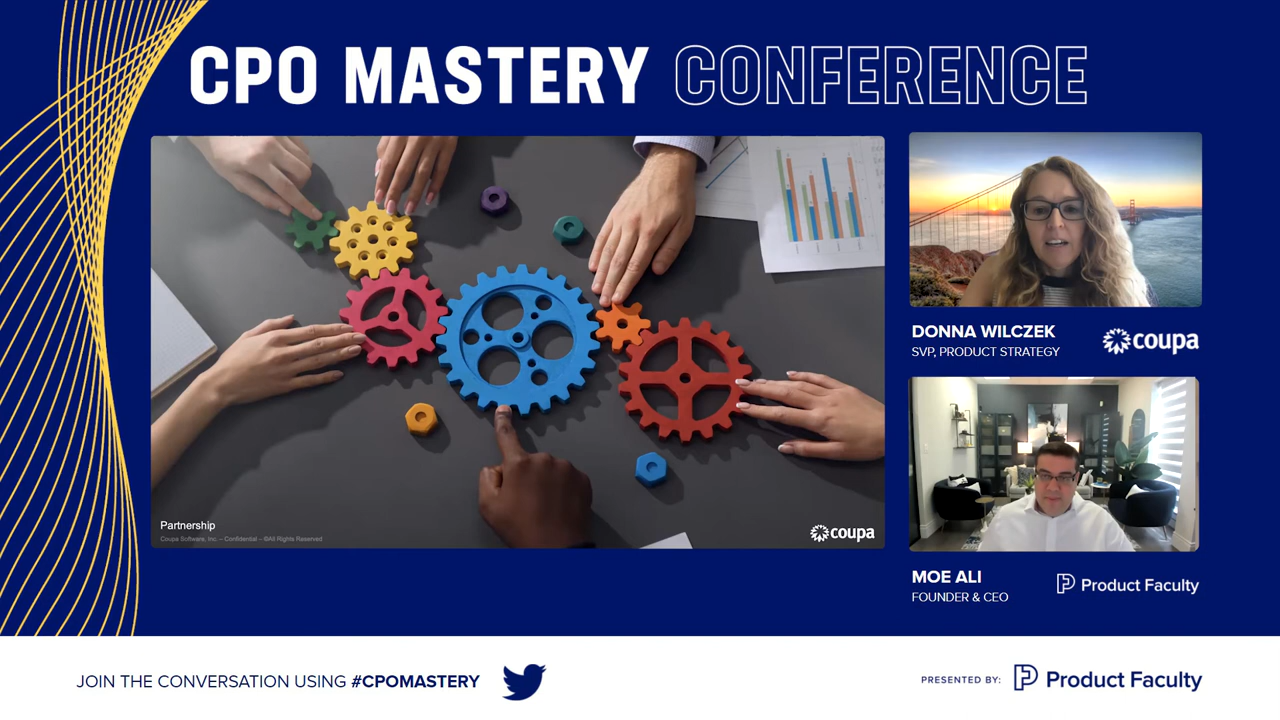 CPO MASTERY CONFERENCE
Partnership
Coupa Software, Inc. – Confidential – ©All Rights Reserved
coupa
DONNA WILCZEK
SVP, PRODUCT STRATEGY
coupa
MOE ALI
FOUNDER & CEO
Product Faculty
JOIN THE CONVERSATION USING #CPOMASTERY
PRESENTED BY:
Product Faculty